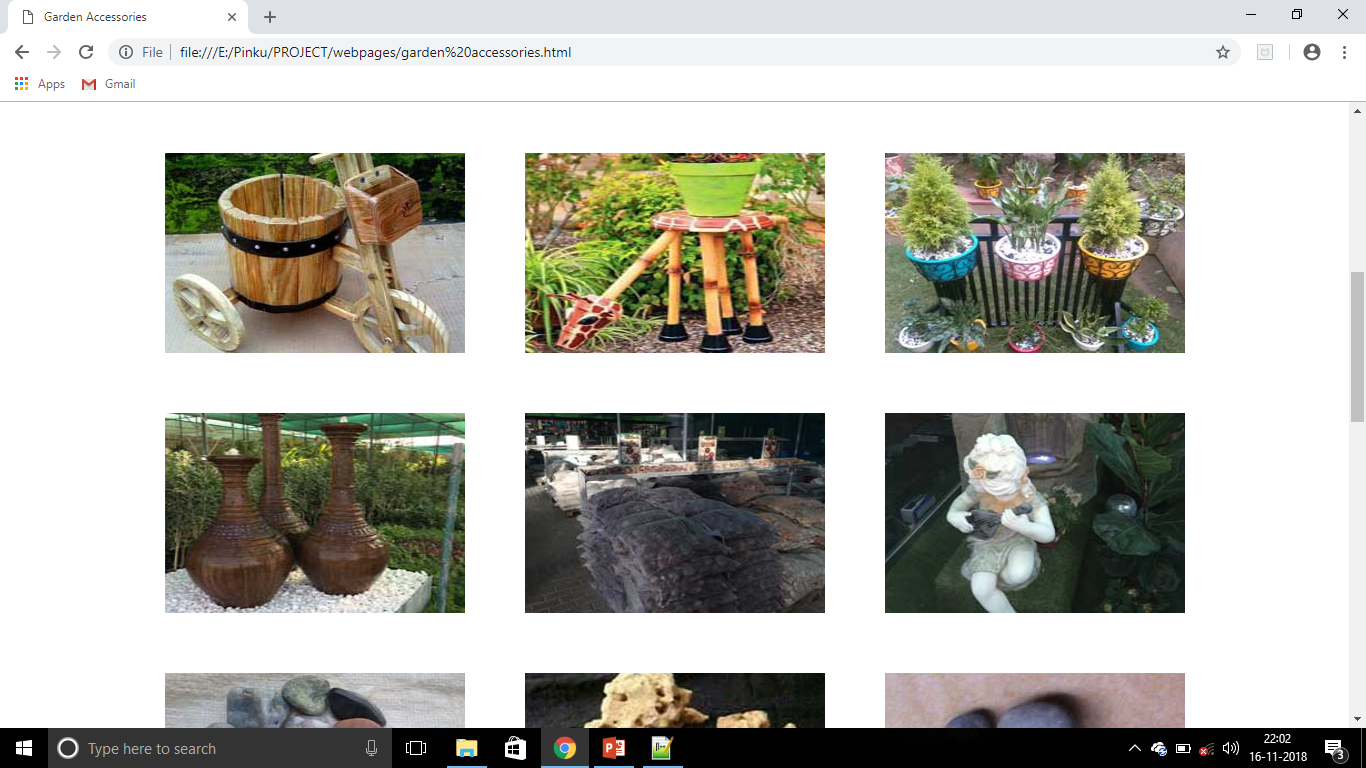 Garden Accessories
File file:///E:/Pinku/PROJECT/webpages/garden%20accessories.html
Apps Gmail
Type here to search
22:02
16-11-2018
3